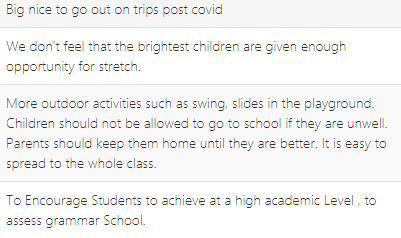 Big nice to go out on trips post covid
We don't feel that the brightest children are given enough
opportunity for stretch.
More outdoor activities such as swing, slides in the playground.
Children should not be allowed to go to school if they are unwell.
Parents should keep them home until they are better. It is easy to
spread to the whole class.
To Encourage Students to achieve at a high academic Level , to
assess grammar School.